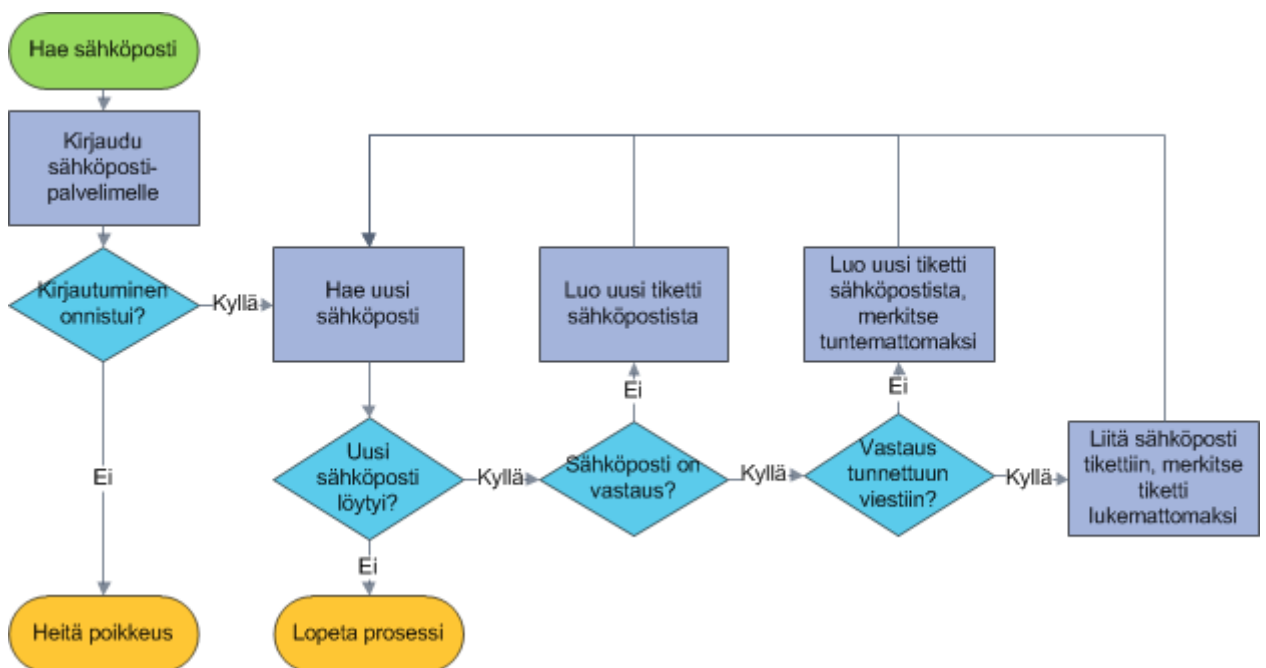 Hae sähköposti
Kirjaudu
sähköposti-
palvelimelle
Kirjautuminen
onnistui?
Kyllä
Ei
Heitä poikkeus
Hae uusi
sähköposti
Uusi
sähköposti
löytyi?
Ei
Lopeta prosessi
Kyllä
Sähköposti on
vastaus?
Ei
Luo uusi tiketti
sähköpostista
Kyllä
Vastaus
tunnettuun
viestiin?
Ei
Luo uusi tiketti
sähköpostista,
merkitse
tuntemattomaksi
Kyllä
Liitä sähköposti
tikettiin, merkitse
tiketti
lukemattomaksi